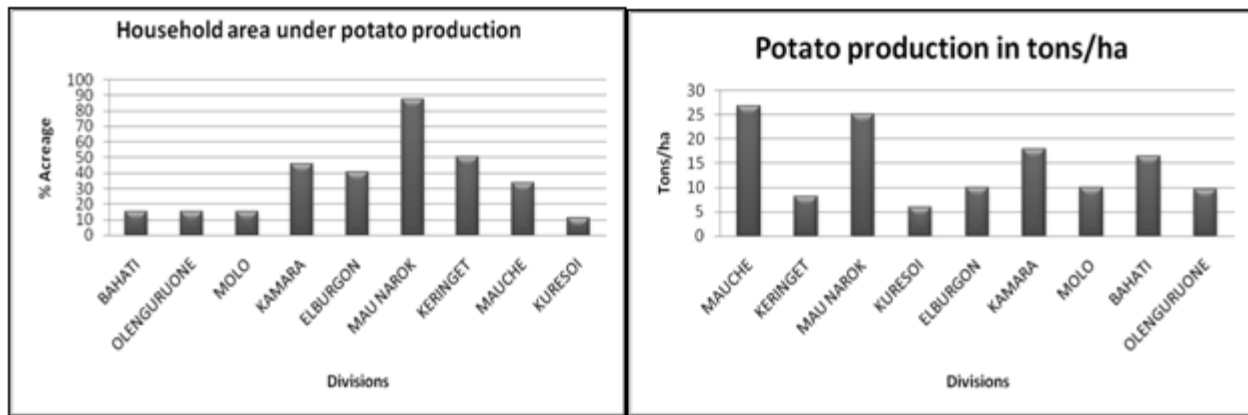 Household area under potato production
% Acreage
100
90
80
70
60
50
40
30
20
10
0
BAHATI
OLENGURUONE
MOLO
KAMARA
ELBURGON
MAU NAROK
KERINGET
MAUCHE
KURESOI
Divisions
Potato production in tons/ha
Tons/ha
30
25
20
15
10
5
0
MAUCHE
KERINGET
MAU NAROK
KURESOI
ELBURGON
KAMARA
MOLO
BAHATI
OLENGURUONE
Divisions